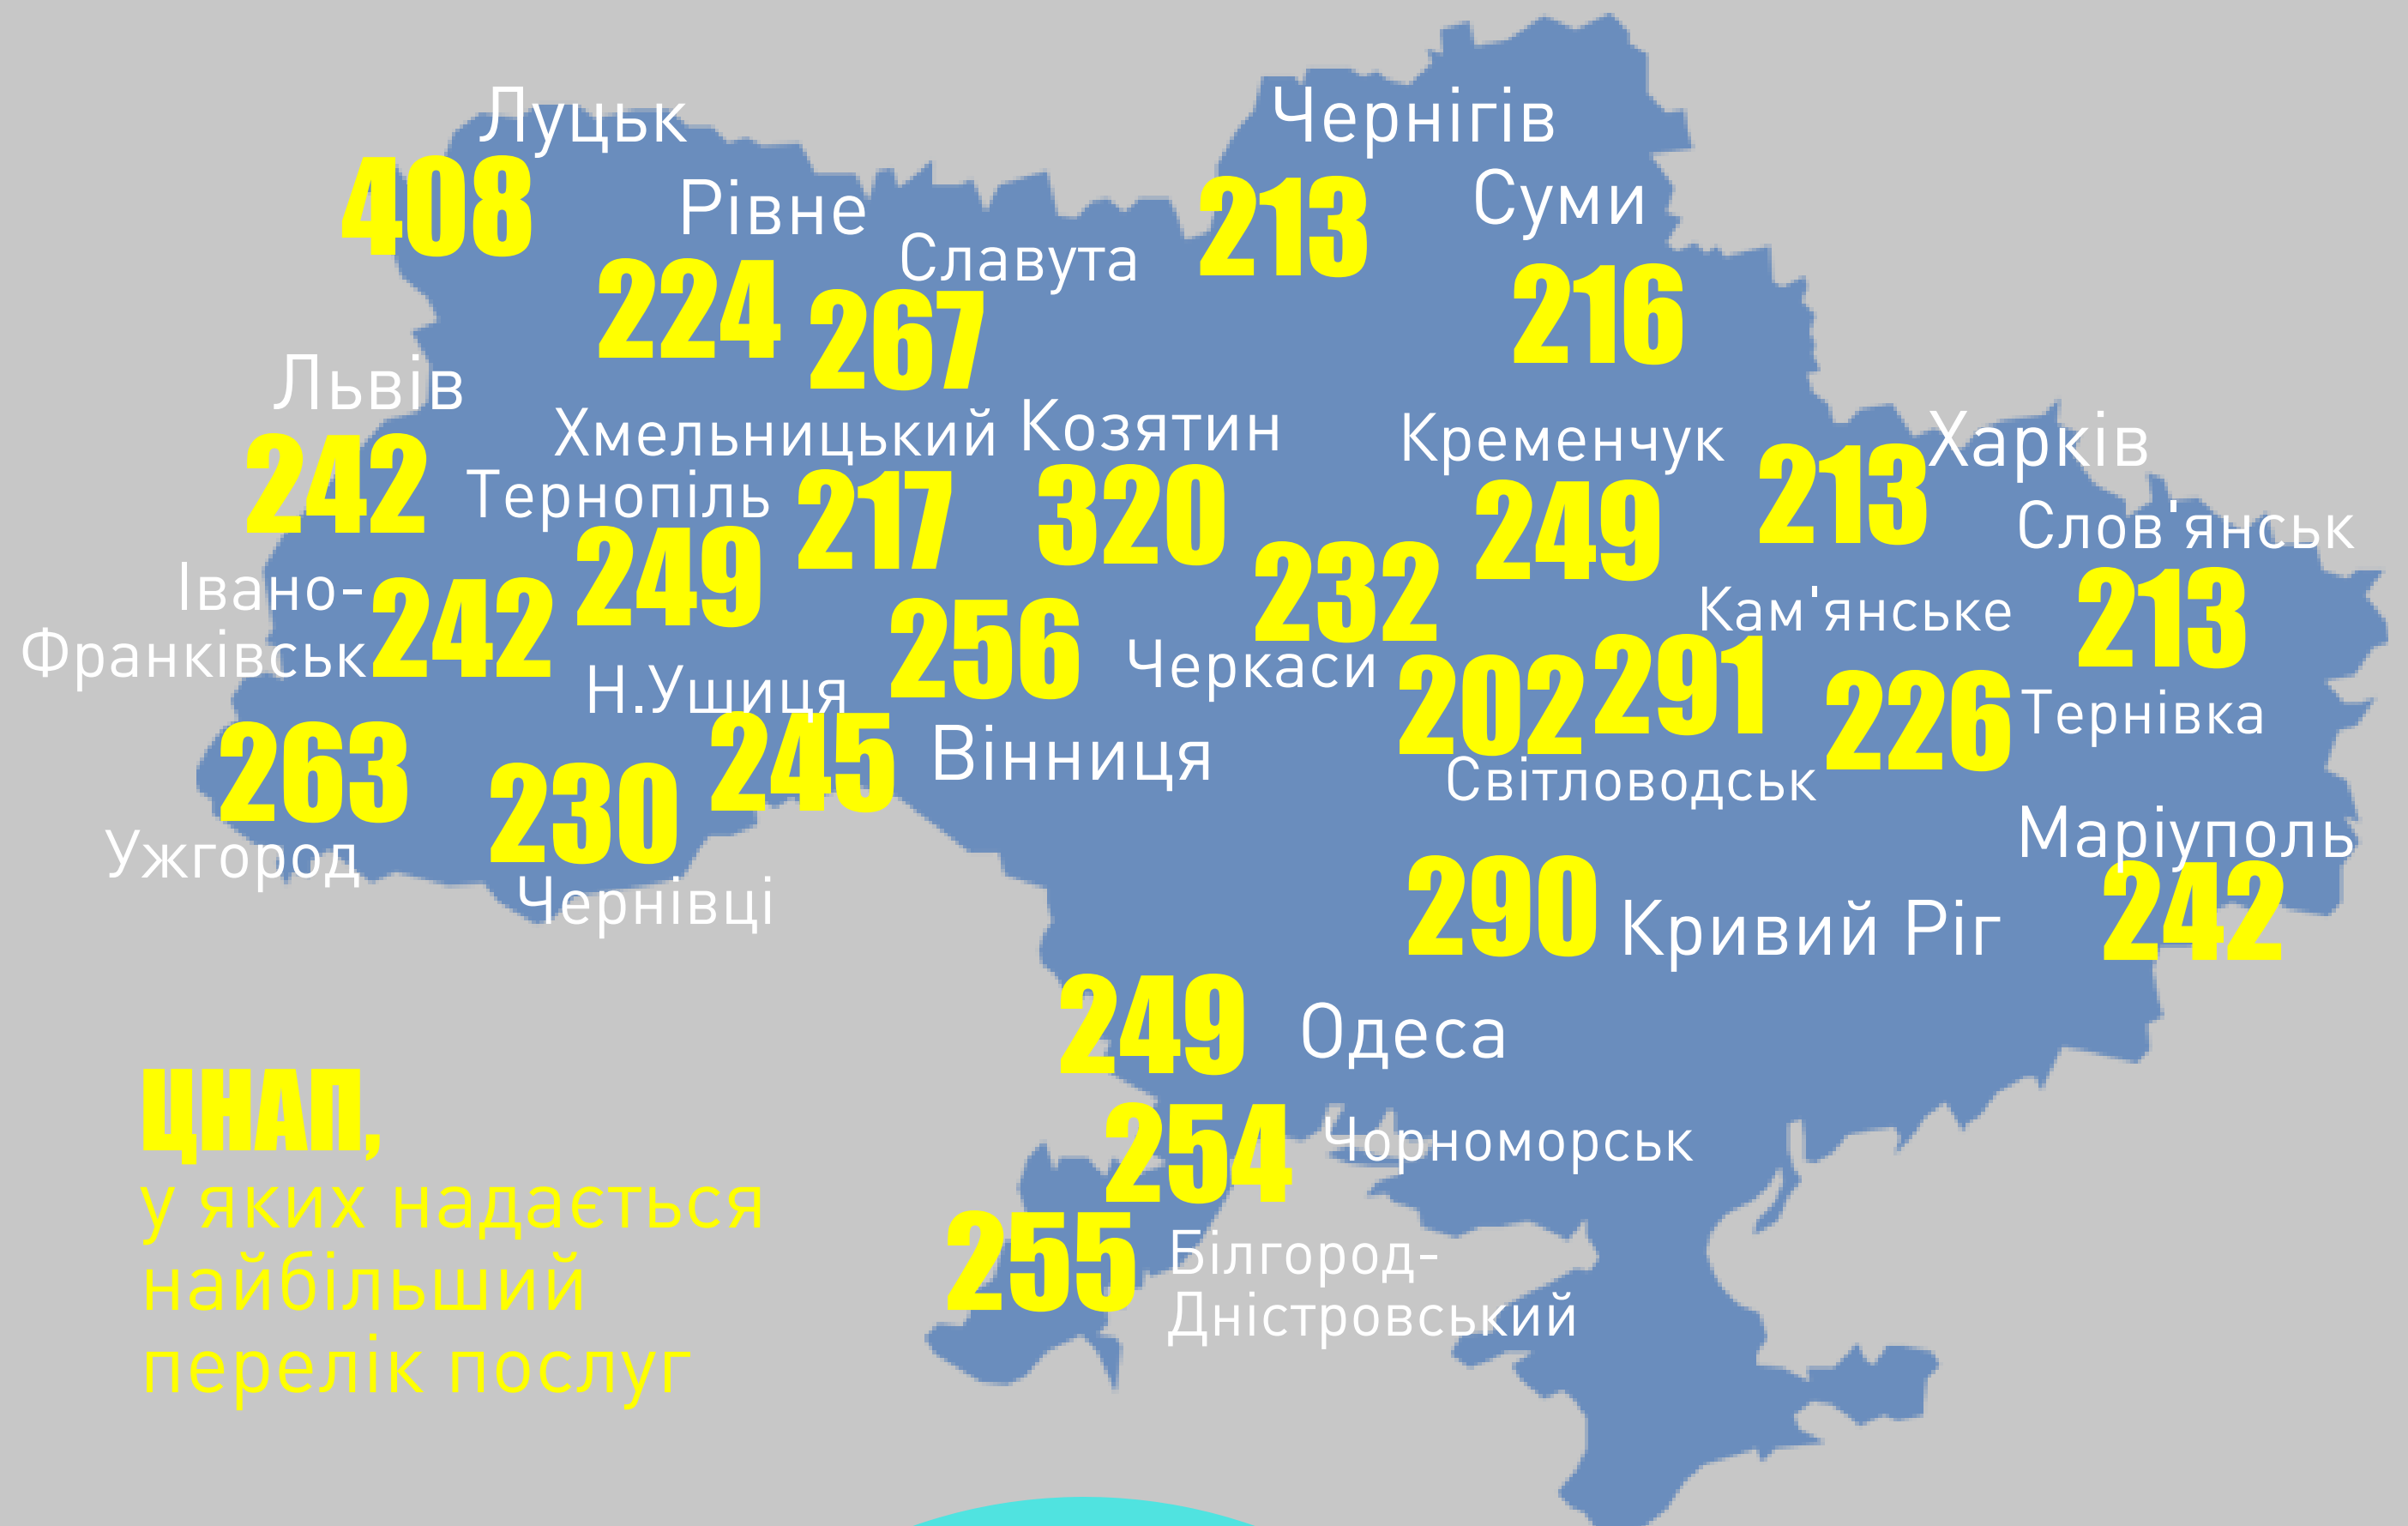 Луцьк
408
Чернігів
213
Рівне
224
Суми
216
Славута
267
Львів
242
Хмельницький
217
Козятин
320
Кременчук
249
Харків
213
Тернопіль
249
Слов'янськ
213
Івано-
Франківськ
242
232
Черкаси
Кам'янське
291
256
Вінниця
Н.Ушиця
245
202
Світловодськ
226
Тернівка
263
Ужгород
230
Чернівці
Маріуполь
242
290
Кривий Ріг
249
Одеса
254
Чорноморськ
255
Білгород-
Дністровський
ЦНАП,
у яких надається
найбільший
перелік послуг